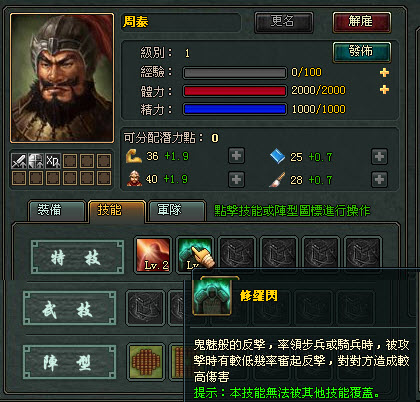 周泰 更名 解雇
級別： 1 發佈
經驗： 0/100
體力： 2000/2000
精力： 1000/1000
可分配潛力點： 0
36 +1.9 25 +0.7
40 +1.9 28 +0.7
裝備 技能 軍隊 點擊技能或陣型圖標進行操作
特技 Lv.2 Lv.
武技
陣型
修羅閃
鬼魅般的反擊，率領步兵或騎兵時，被攻
擊時有較低幾率奮起反擊，對對方造成較
高傷害
提示：本技能無法被其他技能覆蓋。